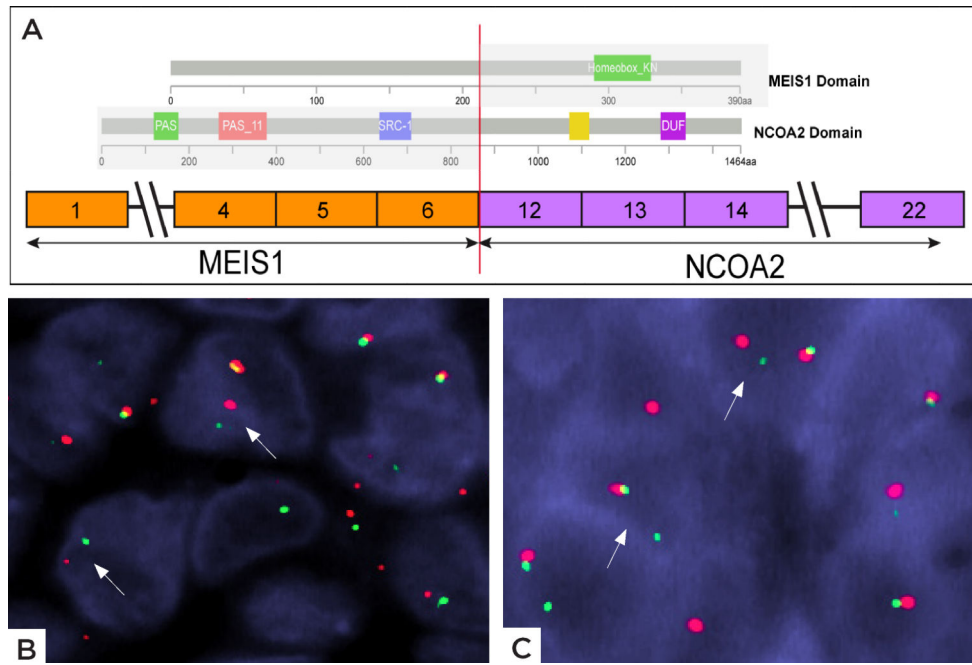 A
Homeobox_KN
MEIS1 Domain
0 100 200 300 390aa
PAS PAS_11 SRC-1 DUF
NCOA2 Domain
0 200 400 600 800 1000 1200 1464aa
1 4 5 6 12 13 14 22
MEIS1 NCOA2
B C